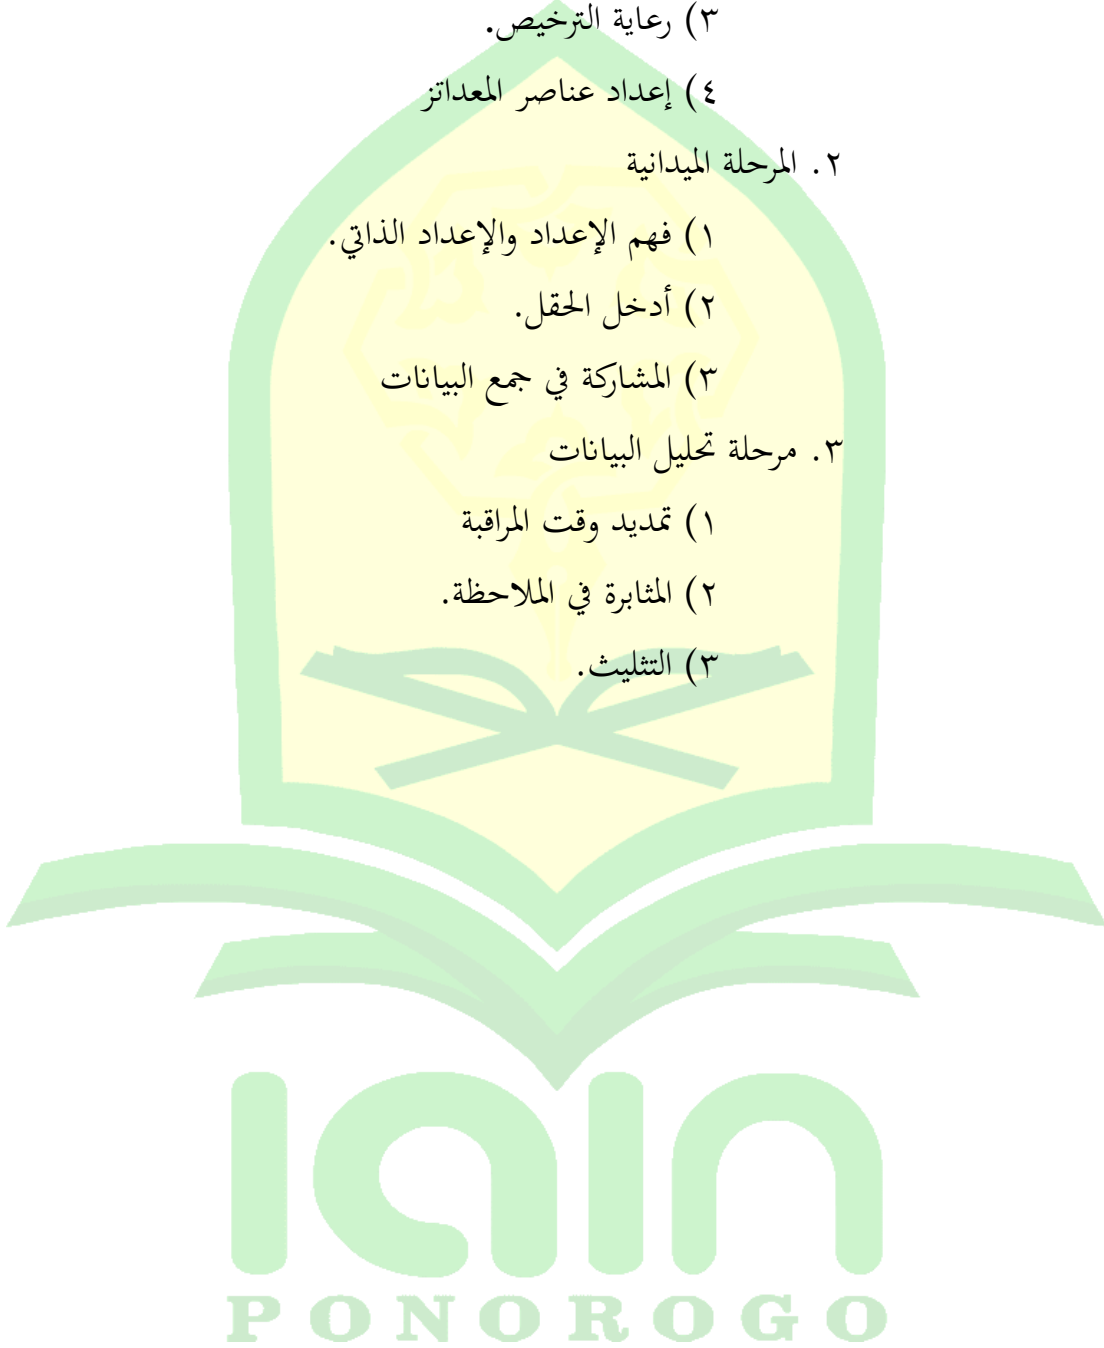 ٣) رعاية الترخيص.
٤) إعداد عناصر المعداتز
٢. المرحلة الميدانية
١) فهم الإعداد والإعداد الذاتي.
٢) أدخل الحقل.
٣) المشاركة في جمع البيانات
٣. مرحلة تحليل البيانات
١) تمديد وقت المراقبة
٢) المثابرة في الملاحظة.
٣) التثليث.
iain
PONOROGO